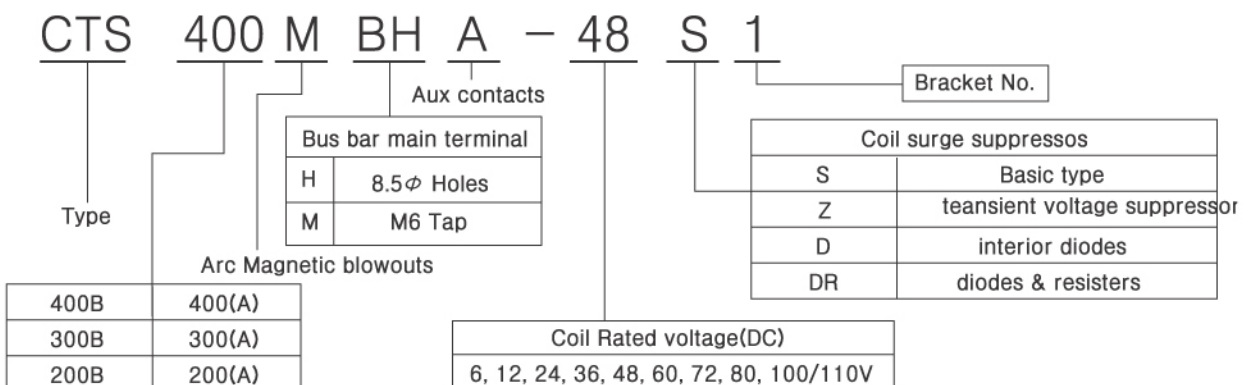 CTS 400 M BH A - 48 S 1
Bracket No.
Aux contacts
Bus bar main terminal
H 8.5Φ Holes
M M6 Tap
Coil surge suppressos
S Basic type
Z teansient voltage suppressor
D interior diodes
DR diodes & resisters
Type
Arc Magnetic blowouts
400B 400(A)
300B 300(A)
200B 200(A)
Coil Rated voltage(DC)
6, 12, 24, 36, 48, 60, 72, 80, 100/110V